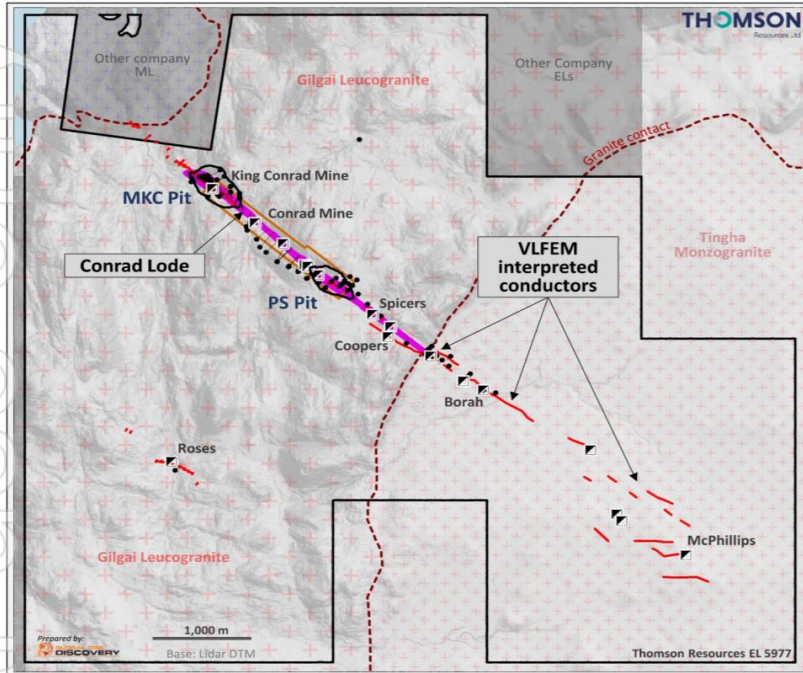 THOMSON
Resources Ltd
Other company
ML
Gilgai Leucogranite
Other Company
ELs
Granite contact
King Conrad Mine
MKC Pit
Conrad Mine
Conrad Lode
VLFEM
interpreted
conductors
Tingha
Monzogranite
PS Pit
Spicers
Coopers
Borah
Roses
McPhillips
Gilgai Leucogranite
1,000 m
Prepared by:
DISCOVERY
Base: Lidar DTM
Thomson Resources EL 5977